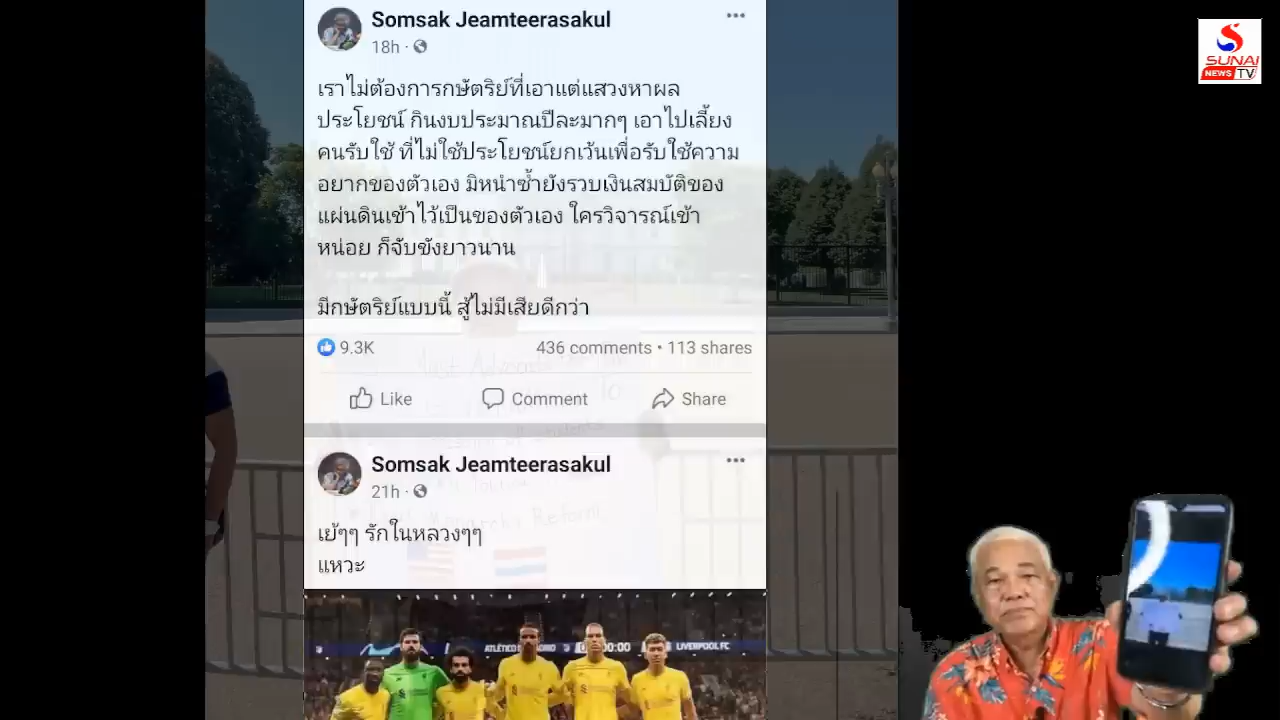 Somsak Jeamteerasakul
18h
เราไม่ต้องการกษัตริย์ที่เอาแต่แสวงหาผล
ประโยชน์ กินงบประมาณปีละมากๆ เอาไปเลี้ยง
คนรับใช้ ที่ไม่ใช้ประโยชน์ยกเว้นเพื่อรับใช้ความ
อยากของตัวเอง มิหนำซ้ำยังรวบเงินสมบัติของ
แผ่นดินเข้าไว้เป็นของตัวเอง ใครวิจารณ์เข้า
หน่อย ก็จับขังยาวนาน
มีกษัตริย์แบบนี้ สู้ไม่มีเสียดีกว่า
9.3K 436 comments • 113 shares
Like Comment Share
Somsak Jeamteerasakul
21h
เย้ๆๆ รักในหลวงๆๆ
แหวะ
ATLÉTICO DE MADRID 00:00 LIVERPOOL FC
SUNAI
NEWS TV